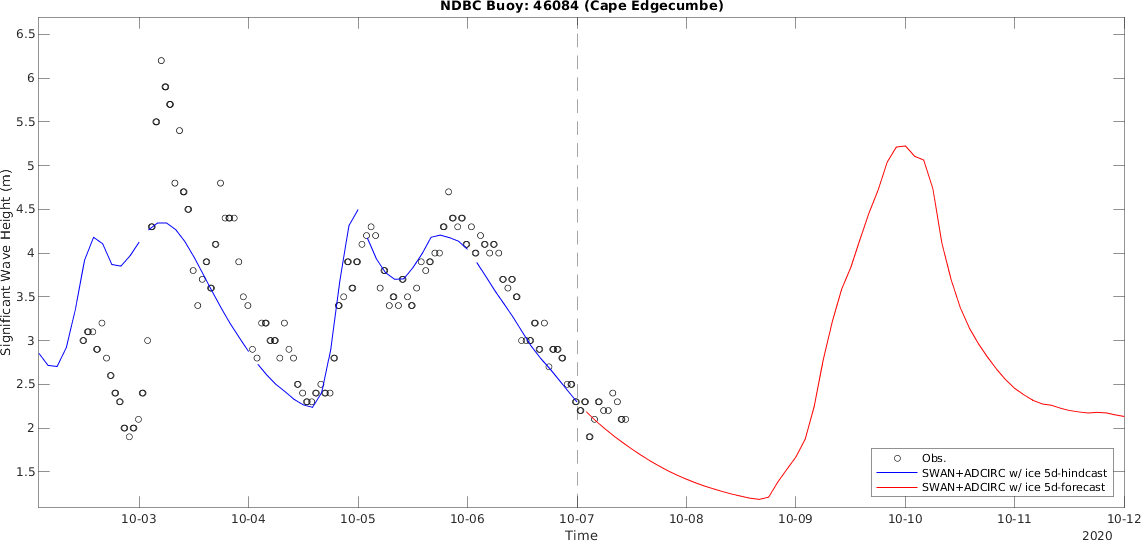 NDBC Buoy: 46084 (Cape Edgecumbe)
6.5
6
5.5
5
4.5
4
3.5
3
2.5
2
1.5
Significant Wave Height (m)
Obs.
SWAN+ADCIRC w/ ice 5d-hindcast
SWAN+ADCIRC w/ ice 5d-forecast
10-03 10-04 10-05 10-06 10-07 10-08 10-09 10-10 10-11 10-12
Time
2020